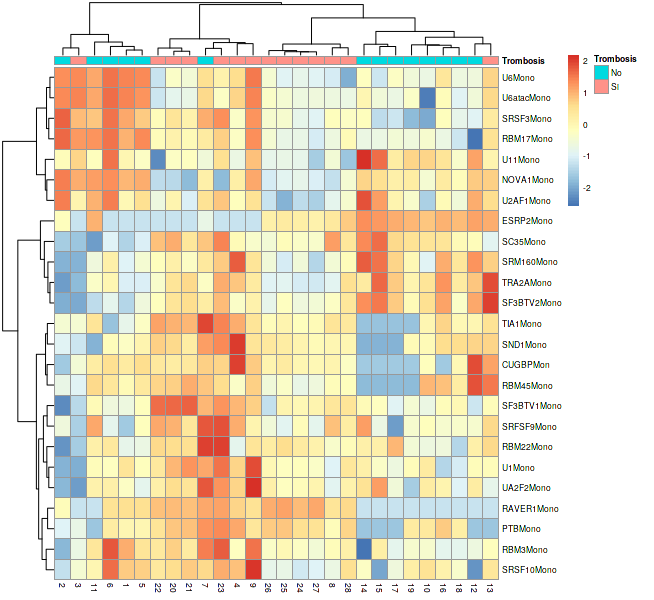 Trombosis
U6Mono
U6atacMono
SRSF3Mono
RBM17Mono
U11Mono
NOVA1Mono
U2AF1Mono
ESRP2Mono
SC35Mono
SRM160Mono
TRA2AMono
SF3BTV2Mono
TIA1Mono
SND1Mono
CUGBPMon
RBM45Mono
SF3BTV1Mono
SRFSF9Mono
RBM22Mono
U1Mono
UA2F2Mono
RAVER1Mono
PTBMono
RBM3Mono
SRSF10Mono
2 3 11 6 1 5 22 20 21 7 23 4 9 26 25 24 27 8 28 14 15 17 19 10 16 18 12 13
2
1
0
-1
-2
Trombosis
No
SI